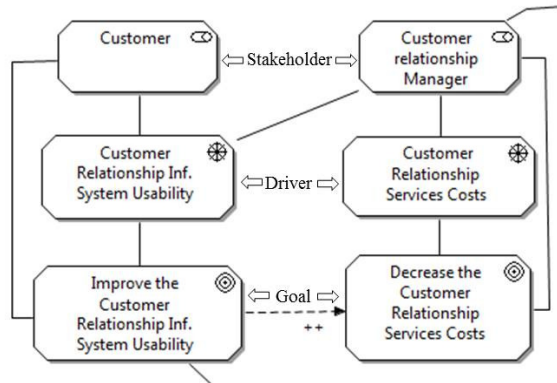 Customer
Stakeholder
Customer
relationship
Manager
Customer
Relationship Inf.
System Usability
Driver
Customer
Relationship
Services Costs
Improve the
Customer
Relationship Inf.
System Usability
Goal
++
Decrease the
Customer
Relationship
Services Costs